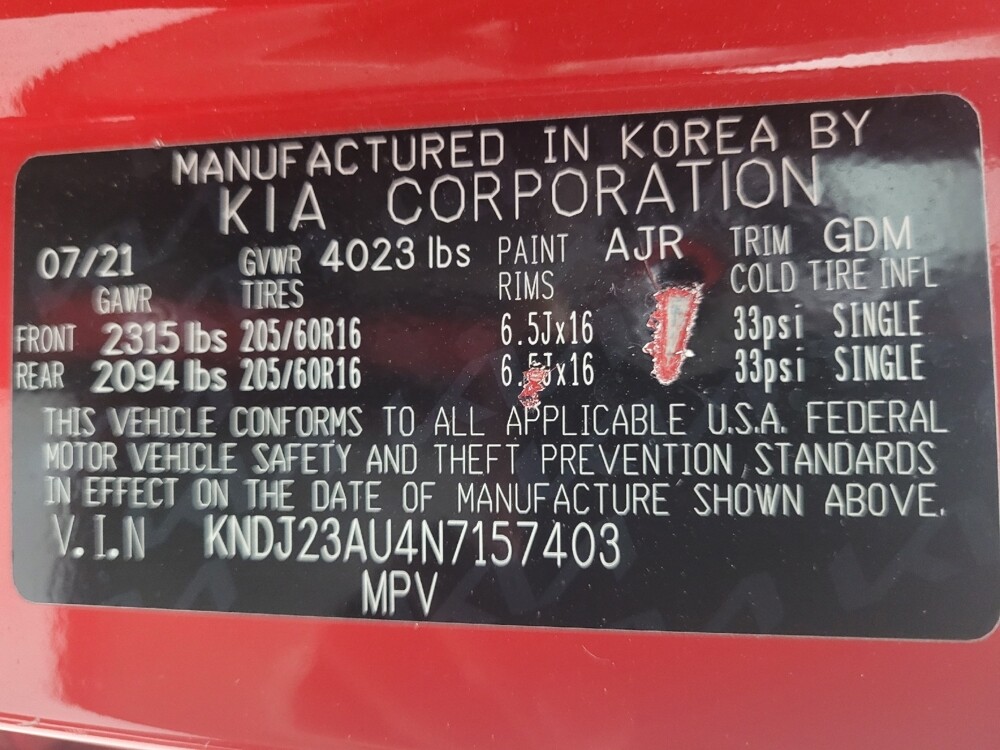 MANUFACTURED IN KOREA BY
KIA CORPORATION
07/21 GVWR 4023 lbs PAINT AJR TRIM GDM
GAWR TIRES RIMS COLD TIRE INFL
FRONT 2315 lbs 205/60R16 6.5Jx16 33psi SINGLE
REAR 2094 lbs 205/60R16 6.5Jx16 33psi SINGLE
THIS VEHICLE CONFORMS TO ALL APPLICABLE U.S.A. FEDERAL
MOTOR VEHICLE SAFETY AND THEFT PREVENTION STANDARDS
IN EFFECT ON THE DATE OF MANUFACTURE SHOWN ABOVE.
V.I.N KNDJ23AU4N7157403
MPV